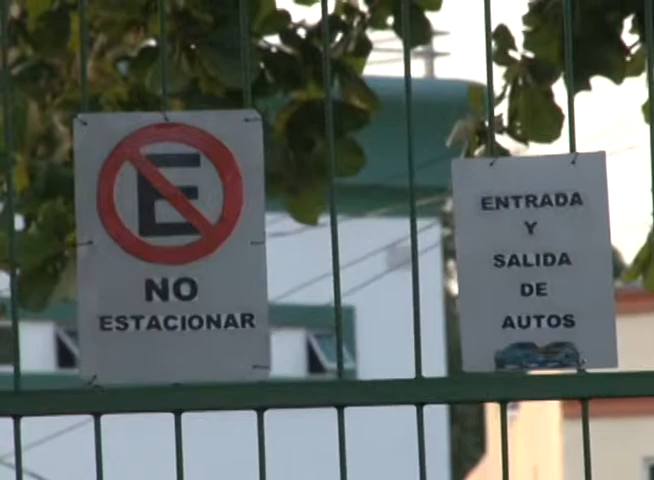 E
NO
ESTACIONAR
ENTRADA
Y
SALIDA
DE
AUTOS